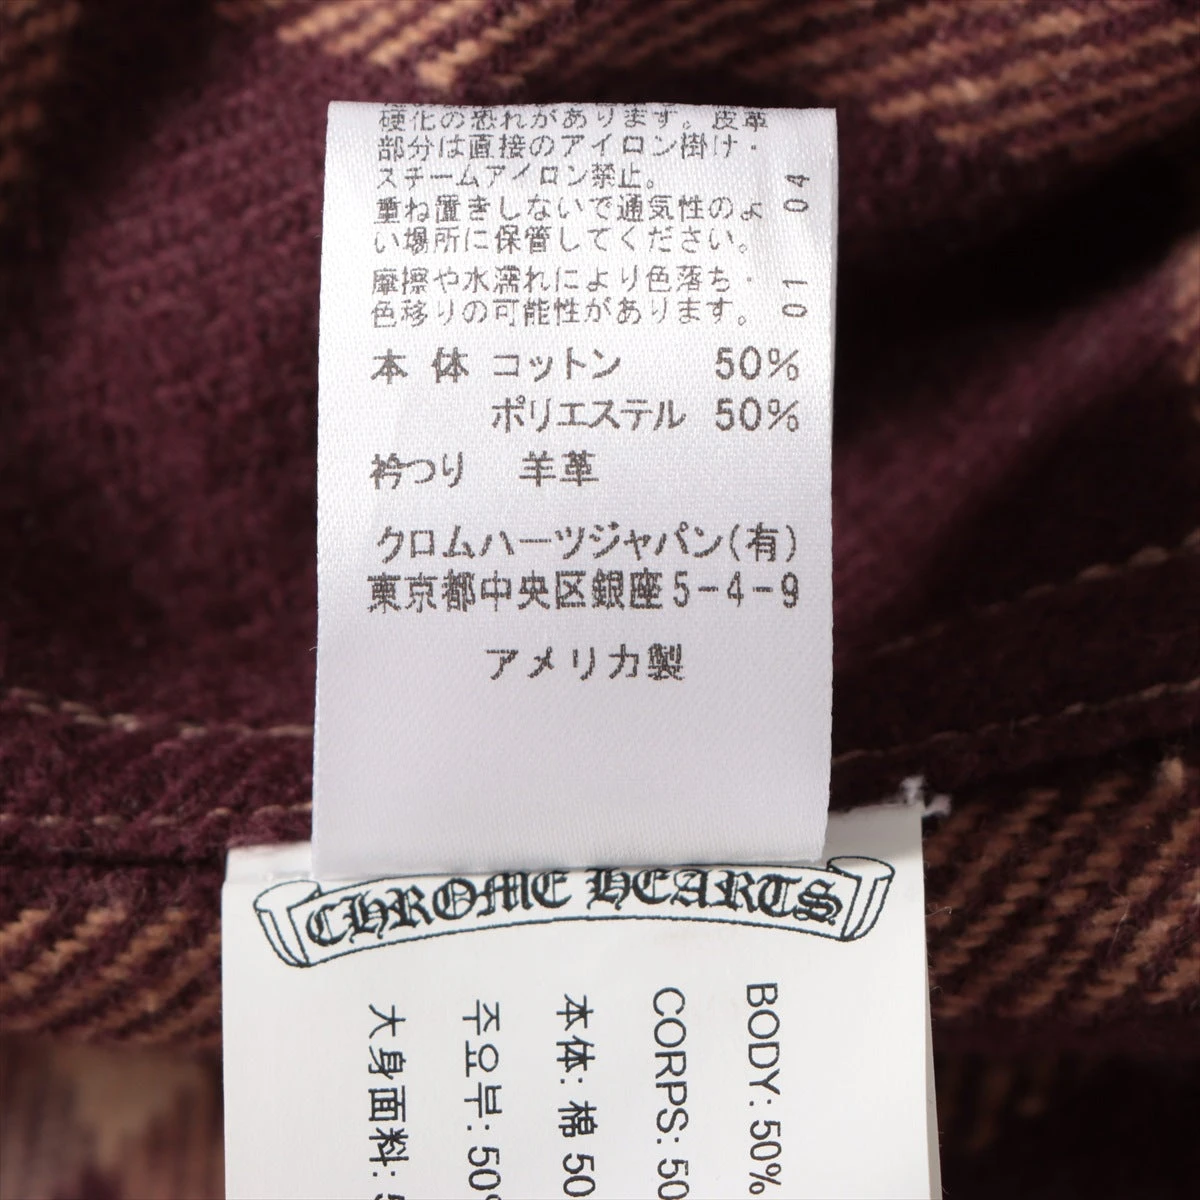 硬化の恐れがあります。皮革
部分は直接のアイロン掛け・
スチームアイロン禁止。
重ね置きしないで通気性のよ
い場所に保管してください。
摩擦や水濡れにより色落ち・
色移りの可能性があります。
04
01
本 体 コットン 50%
ポリエステル 50%
衿つり 羊革
クロムハーツジャパン(有)
東京都中央区銀座5-4-9
アメリカ製
CHROME HEARTS
BODY: 50%
CORPS: 50
本体: 棉 50
주요부: 50%
大身面料: 5